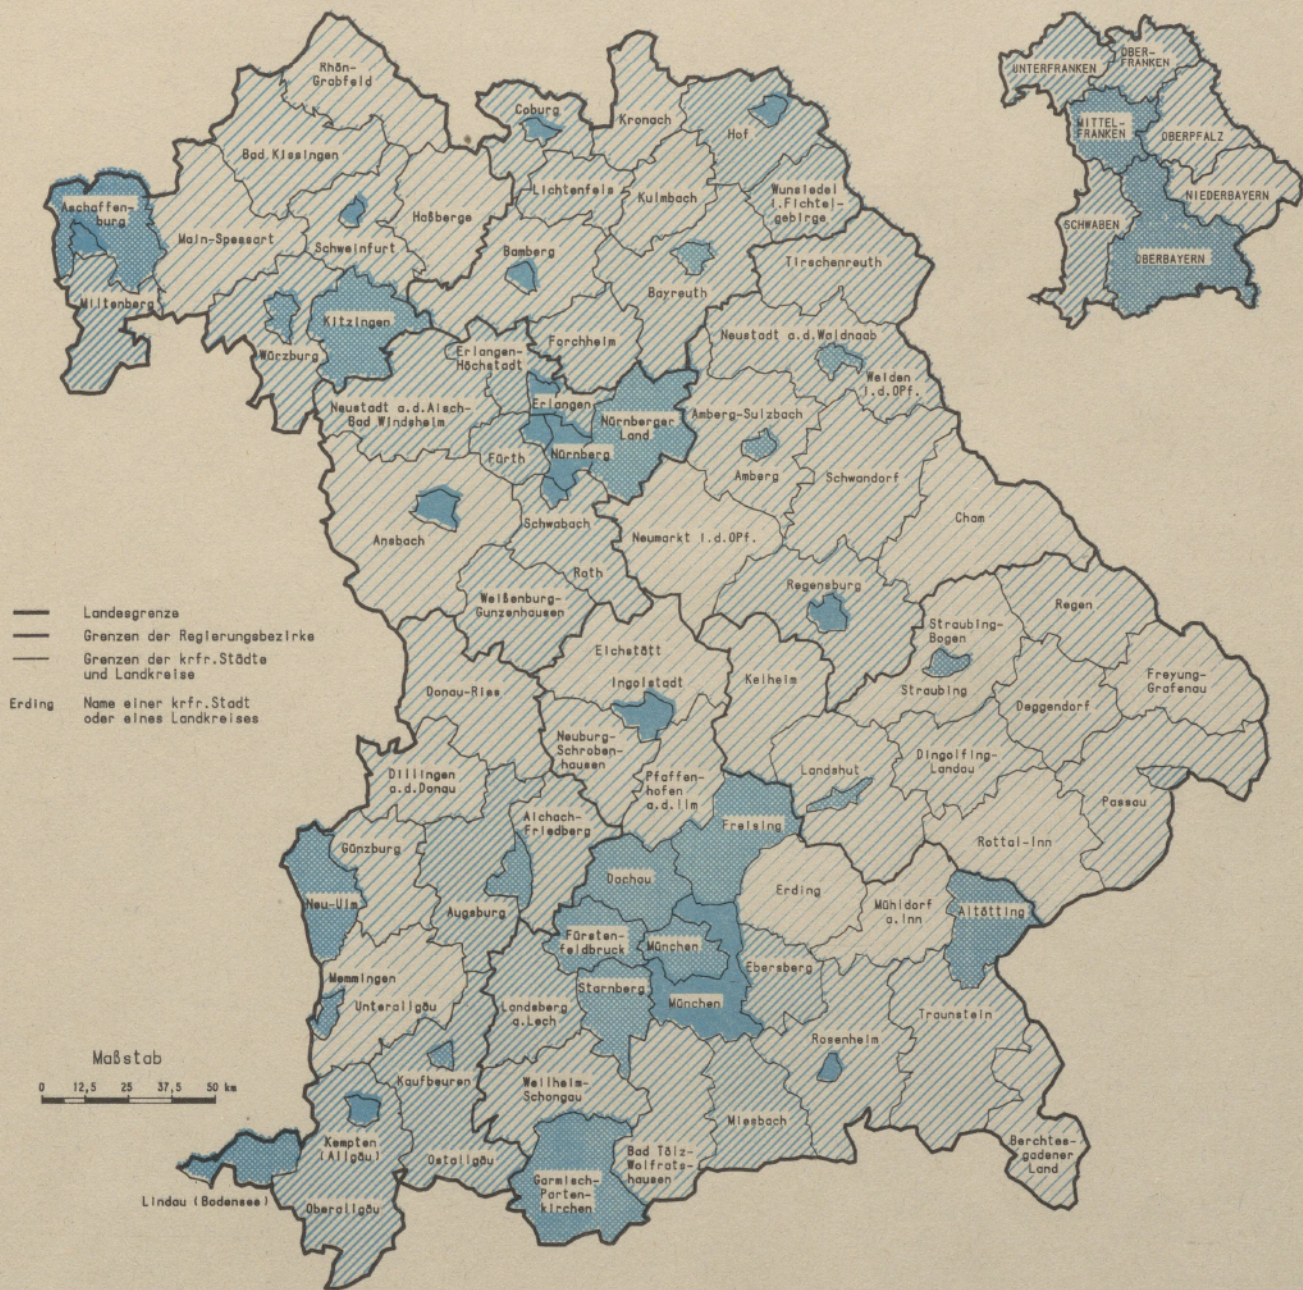 Rhön-
Grabfeld
Coburg
Kronach
Hof
Bad Kissingen
Lichtenfels
Kulmbach
Wunsiedel
i.Fichtel-
gebirge
Aschaffen-
burg
Haßberge
Main-Spessart
Schweinfurt
Bamberg
Tirschenreuth
Bayreuth
Miltenberg
Kitzingen
Würzburg
Erlangen-
Höchstadt
Forchheim
Neustadt a.d.Waldnaab
Weiden
i.d.OPf.
Neustadt a.d.Aisch-
Bad Windsheim
Erlangen
Nürnberger
Land
Amberg-Sulzbach
Fürth
Nürnberg
Amberg
Schwandorf
Ansbach
Schwabach
Neumarkt i.d.OPf.
Cham
Roth
Weißenburg-
Gunzenhausen
Regensburg
Regen
Straubing-
Bogen
Eichstätt
Ingolstadt
Kelheim
Straubing
Freyung-
Grafenau
Donau-Ries
Deggendorf
Neuburg-
Schroben-
hausen
Dingolfing-
Landau
Dillingen
a.d.Donau
Pfaffen-
hofen
a.d.Ilm
Landshut
Passau
Aichach-
Friedberg
Freising
Rottal-Inn
Günzburg
Dachau
Erding
Neu-Ulm
Augsburg
Mühldorf
a.Inn
Altötting
Fürsten-
feldbruck
München
Ebersberg
Memmingen
Unterallgäu
Starnberg
Landsberg
a.Lech
München
Traunstein
Rosenheim
Kaufbeuren
Weilheim-
Schongau
Miesbach
Kempten
(Allgäu)
Ostallgäu
Bad Tölz-
Wolfrats-
hausen
Berchtes-
gadener
Land
Garmisch-
Parten-
kirchen
Lindau (Bodensee)
Oberallgäu
UNTERFRANKEN
OBER-
FRANKEN
MITTEL-
FRANKEN
OBERPFALZ
NIEDERBAYERN
SCHWABEN
OBERBAYERN
Landesgrenze
Grenzen der Regierungsbezirke
Grenzen der krfr.Städte
und Landkreise
Erding Name einer krfr.Stadt
oder eines Landkreises
Maßstab
0 12,5 25 37,5 50 km